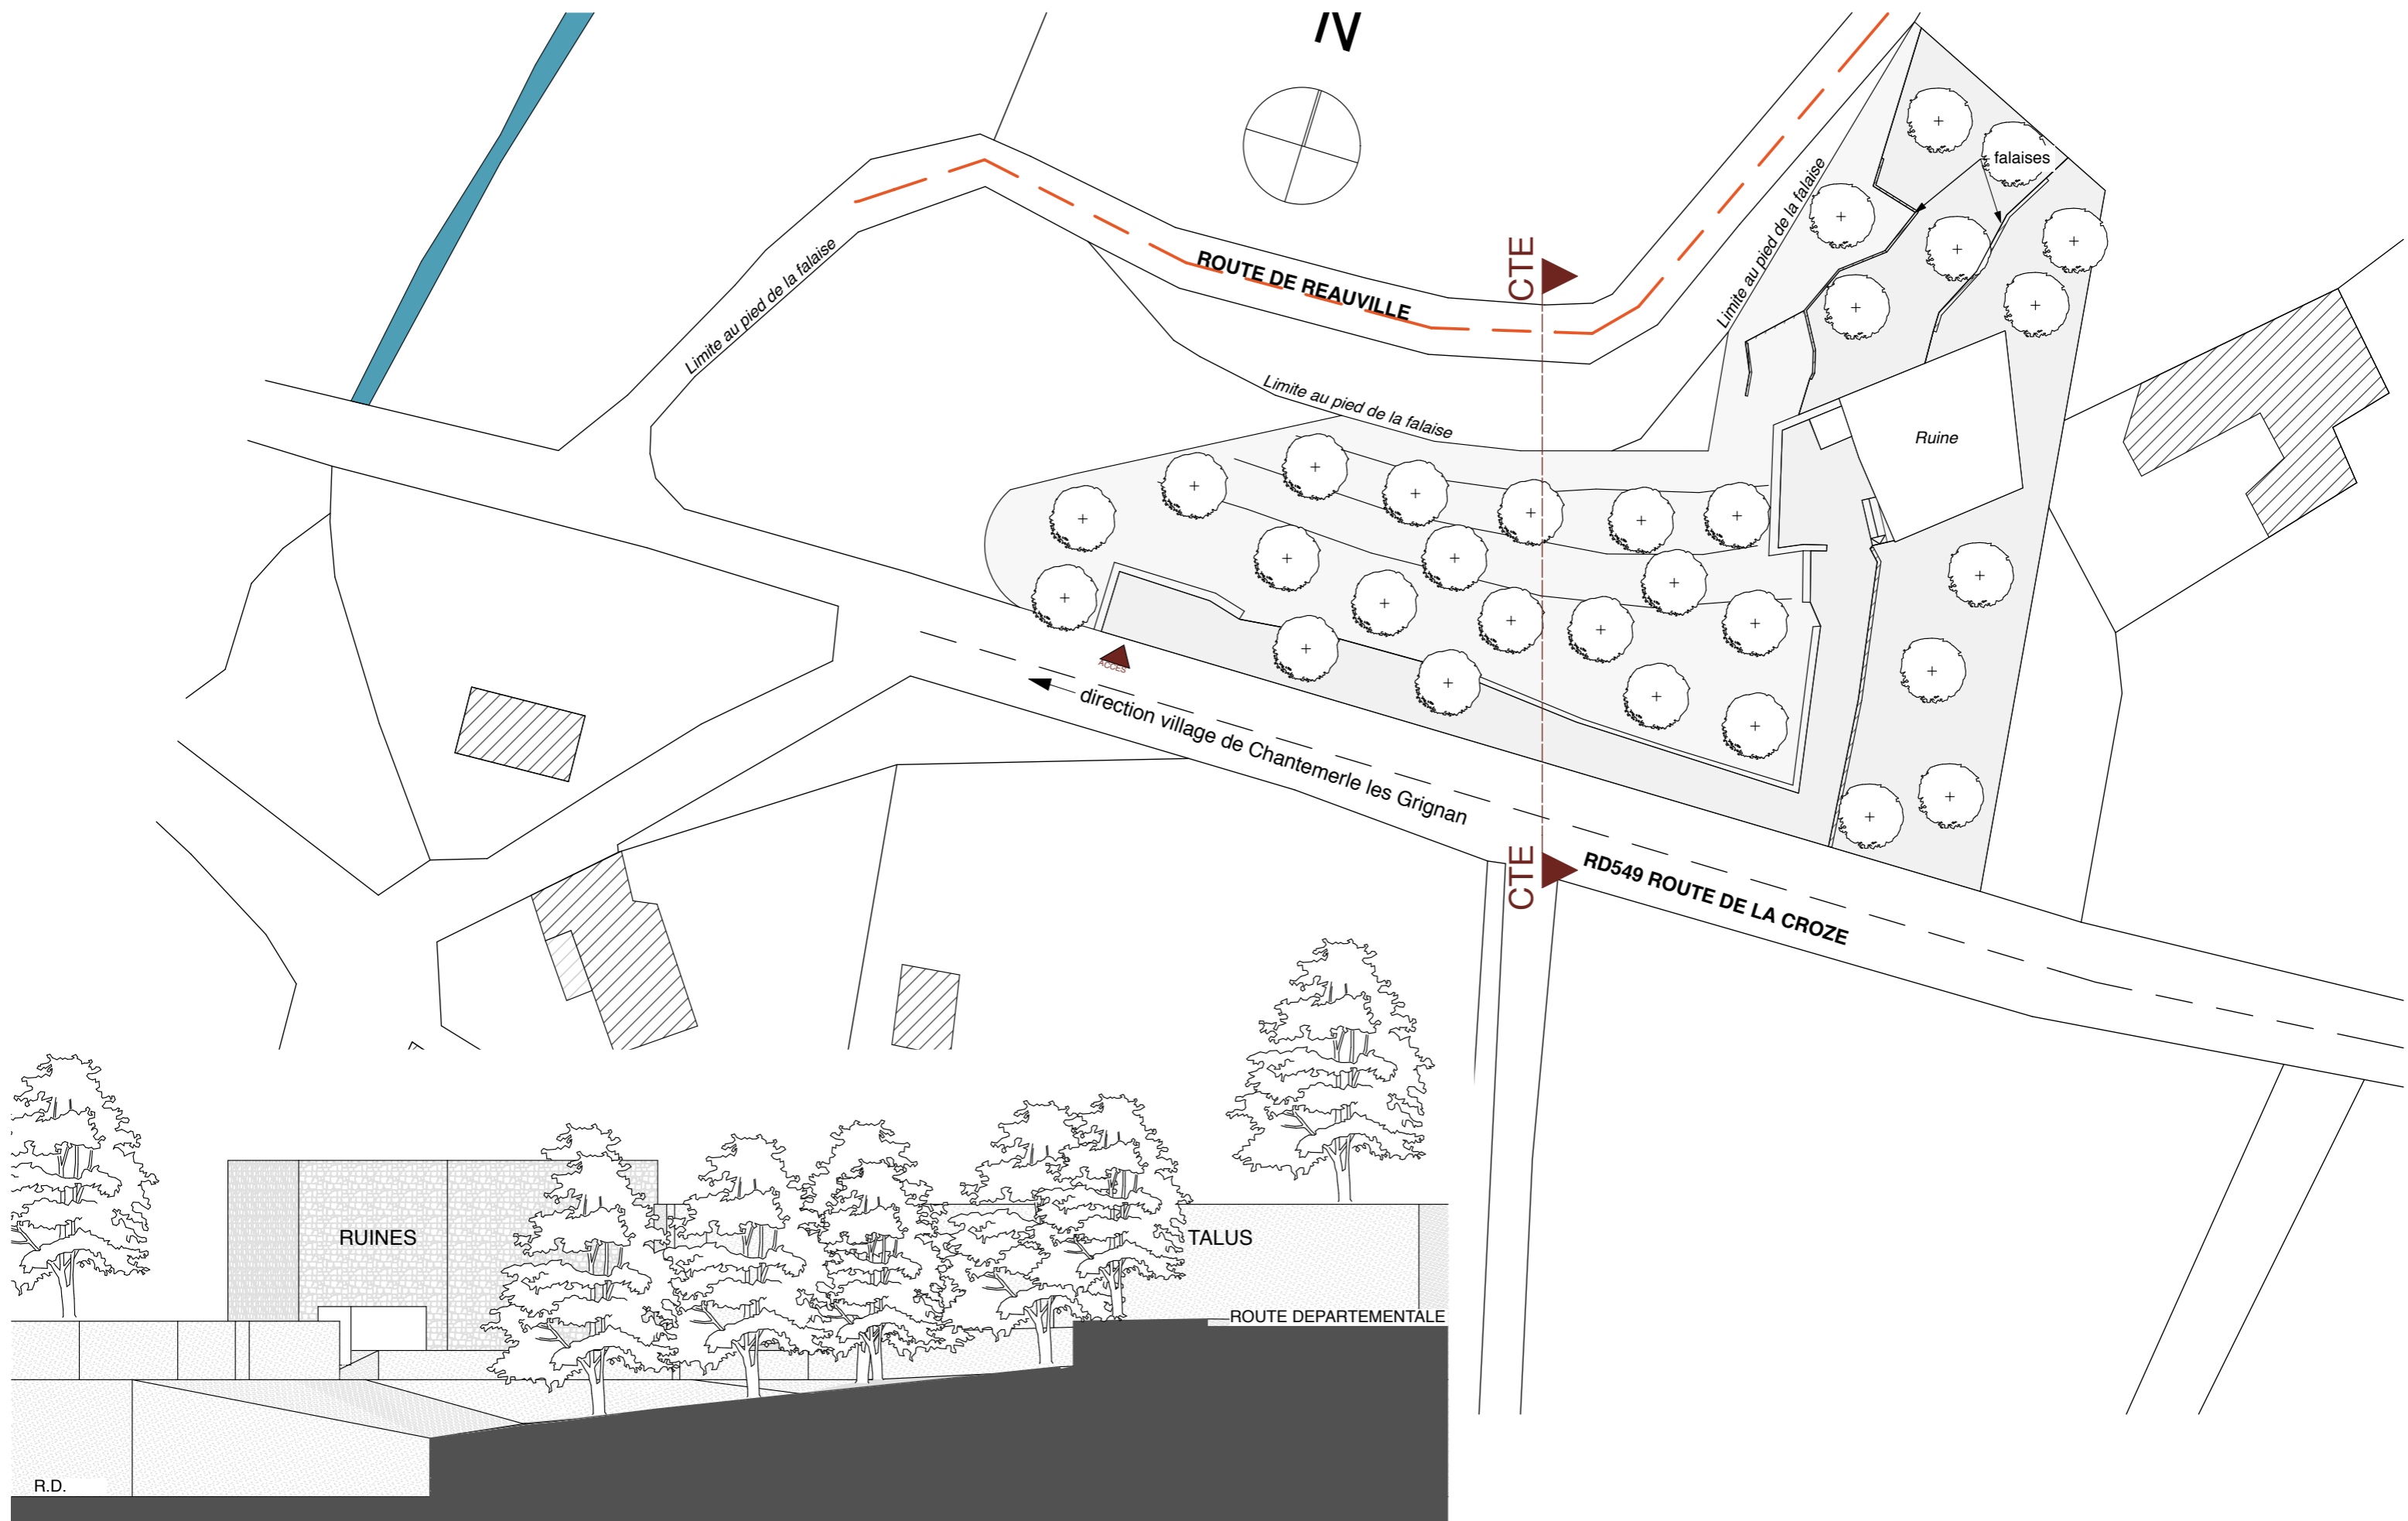 N
falaises
Limite au pied de la falaise
CTE
ROUTE DE REAUVILLE
Limite au pied de la falaise
Limite au pied de la falaise
Ruine
ACCES
direction village de Chantemerle les Grignan
CTE
RD549 ROUTE DE LA CROZE
RUINES
TALUS
ROUTE DEPARTEMENTALE
R.D.